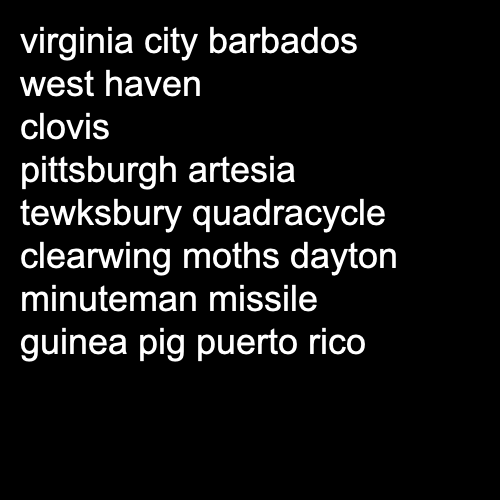 virginia city barbados
west haven
clovis
pittsburgh artesia
tewksbury quadracycle
clearwing moths dayton
minuteman missile
guinea pig puerto rico